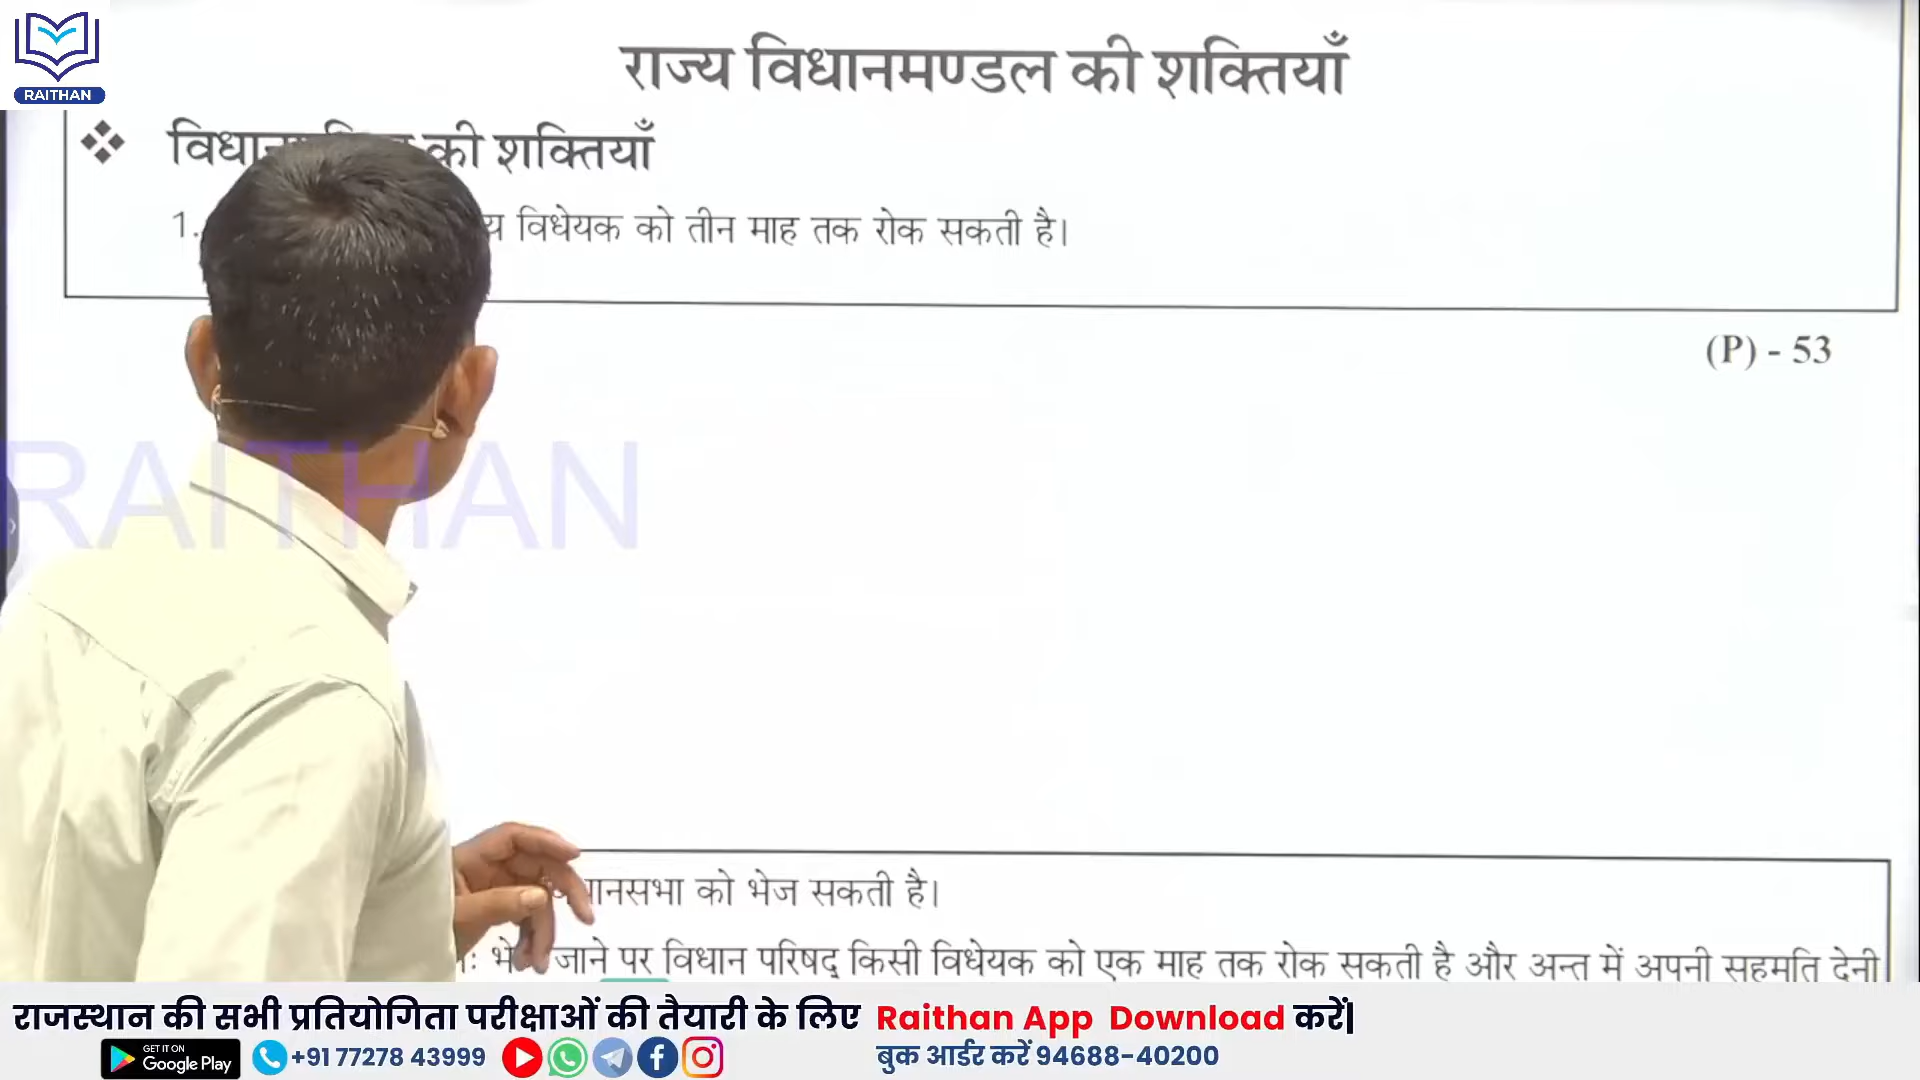 RAITHAN
राज्य विधानमण्डल की शक्तियाँ
❖ की शक्तियाँ
1. विधेयक को तीन माह तक रोक सकती है।
(P) - 53
RAITHAN
को भेज सकती है।
जाने पर विधान परिषद् किसी विधेयक को एक माह तक रोक सकती है और अन्त में अपनी सहमति देनी
राजस्थान की सभी प्रतियोगिता परीक्षाओं की तैयारी के लिए Raithan App Download करें|
GET IT ON
Google Play
+91 77278 43999
बुक आर्डर करें 94688-40200